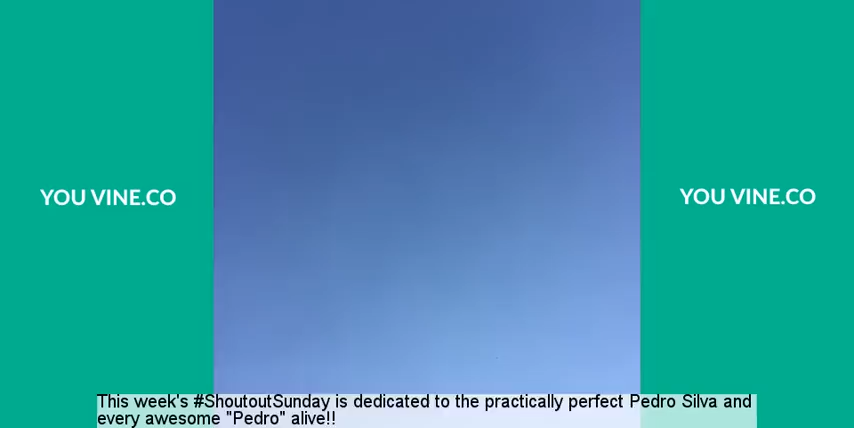 YOU VINE.CO
YOU VINE.CO
This week's #ShoutoutSunday is dedicated to the practically perfect Pedro Silva and
every awesome "Pedro" alive!!